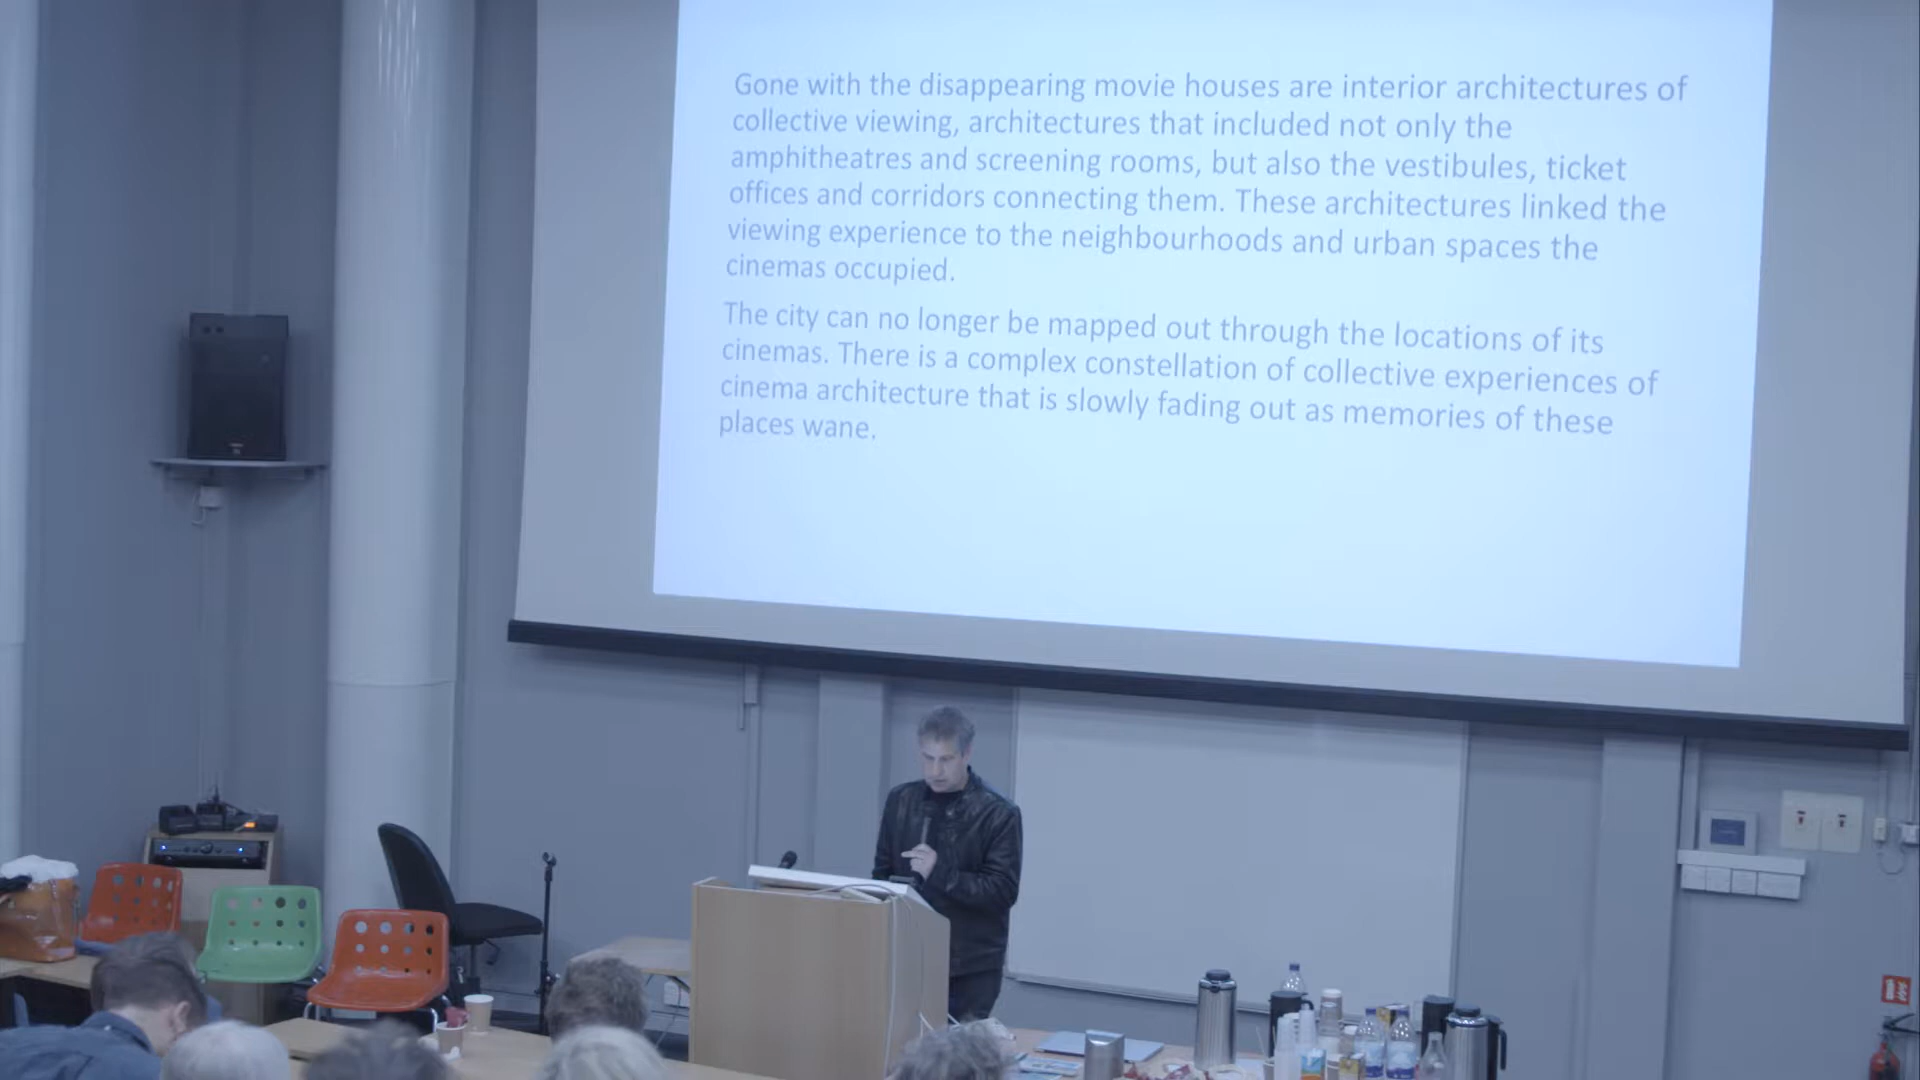 Gone with the disappearing movie houses are interior architectures of
collective viewing, architectures that included not only the
amphitheatres and screening rooms, but also the vestibules, ticket
offices and corridors connecting them. These architectures linked the
viewing experience to the neighbourhoods and urban spaces the
cinemas occupied.
The city can no longer be mapped out through the locations of its
cinemas. There is a complex constellation of collective experiences of
cinema architecture that is slowly fading out as memories of these
places wane.